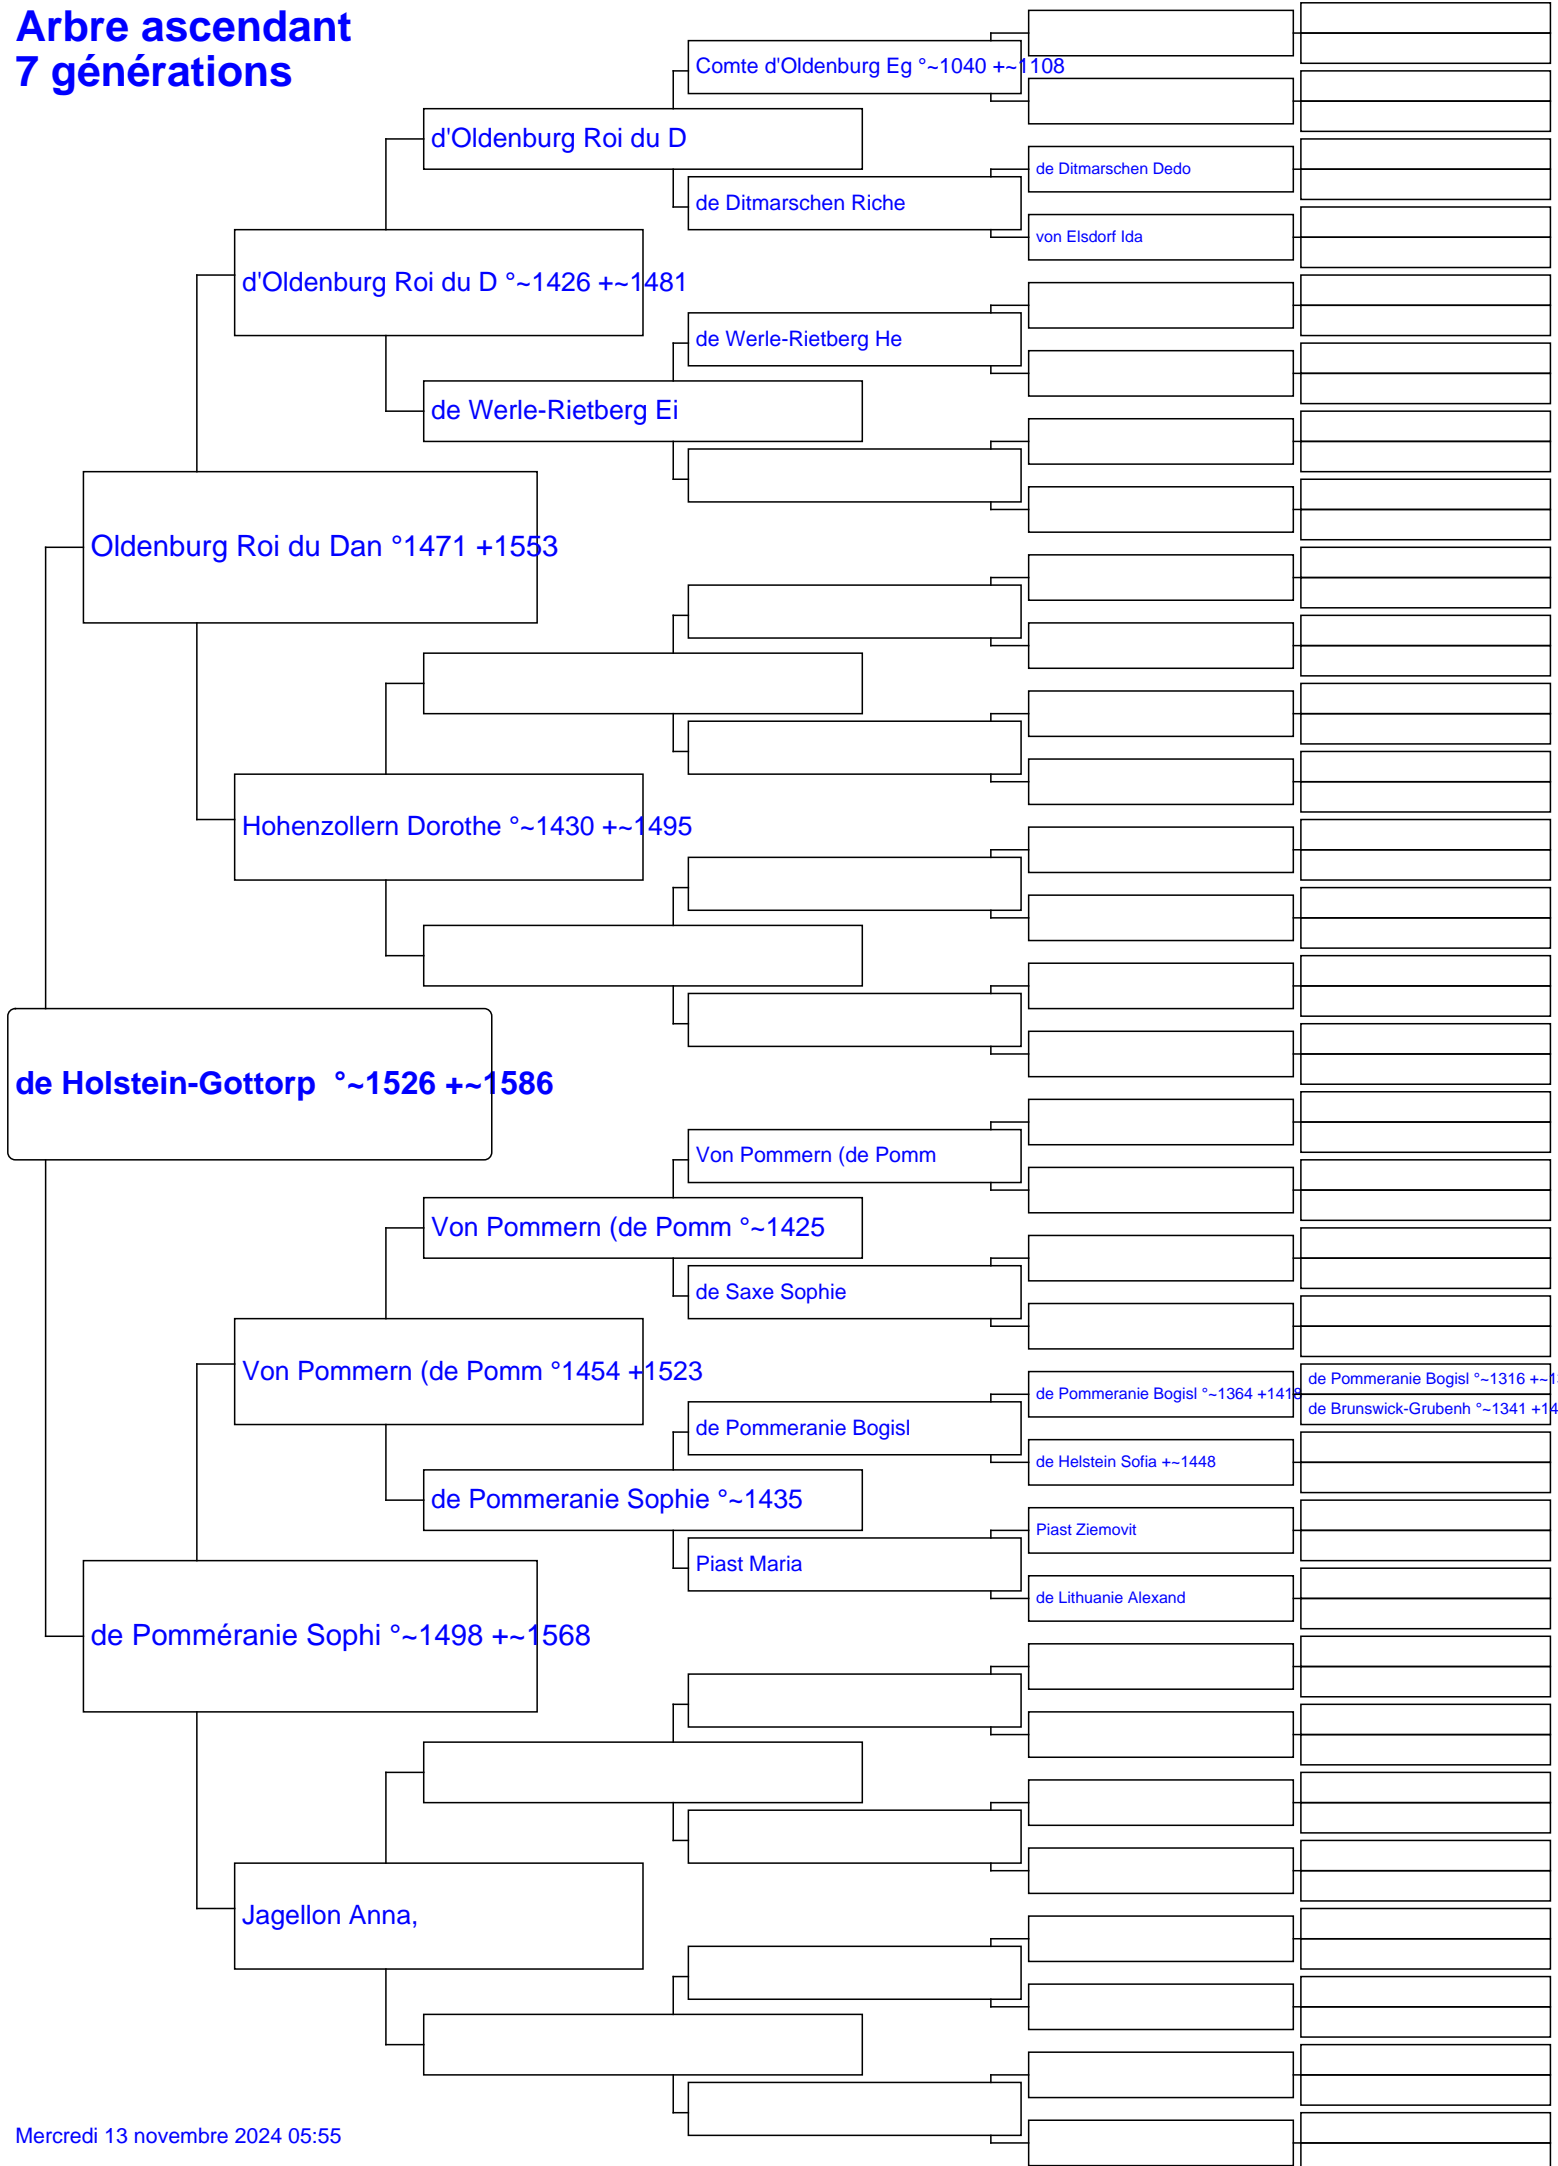 Arbre ascendant
7 générations
Comte d'Oldenburg Eg °~1040 +~1108
d'Oldenburg Roi du D
de Ditmarschen Dedo
de Ditmarschen Riche
von Elsdorf Ida
d'Oldenburg Roi du D °~1426 +~1481
de Werle-Rietberg He
de Werle-Rietberg Ei
Oldenburg Roi du Dan °1471 +1553
Hohenzollern Dorothe °~1430 +~1495
de Holstein-Gottorp °~1526 +~1586
Von Pommern (de Pomm
Von Pommern (de Pomm °~1425
de Saxe Sophie
Von Pommern (de Pomm °1454 +1523
de Pommeranie Bogisl °~1316 +~1
de Pommeranie Bogisl °~1364 +1418
de Brunswick-Grubenh °~1341 +14
de Pommeranie Bogisl
de Helstein Sofia +~1448
de Pommeranie Sophie °~1435
Piast Ziemovit
Piast Maria
de Lithuanie Alexand
de Pomméranie Sophi °~1498 +~1568
Jagellon Anna,
Mercredi 13 novembre 2024 05:55